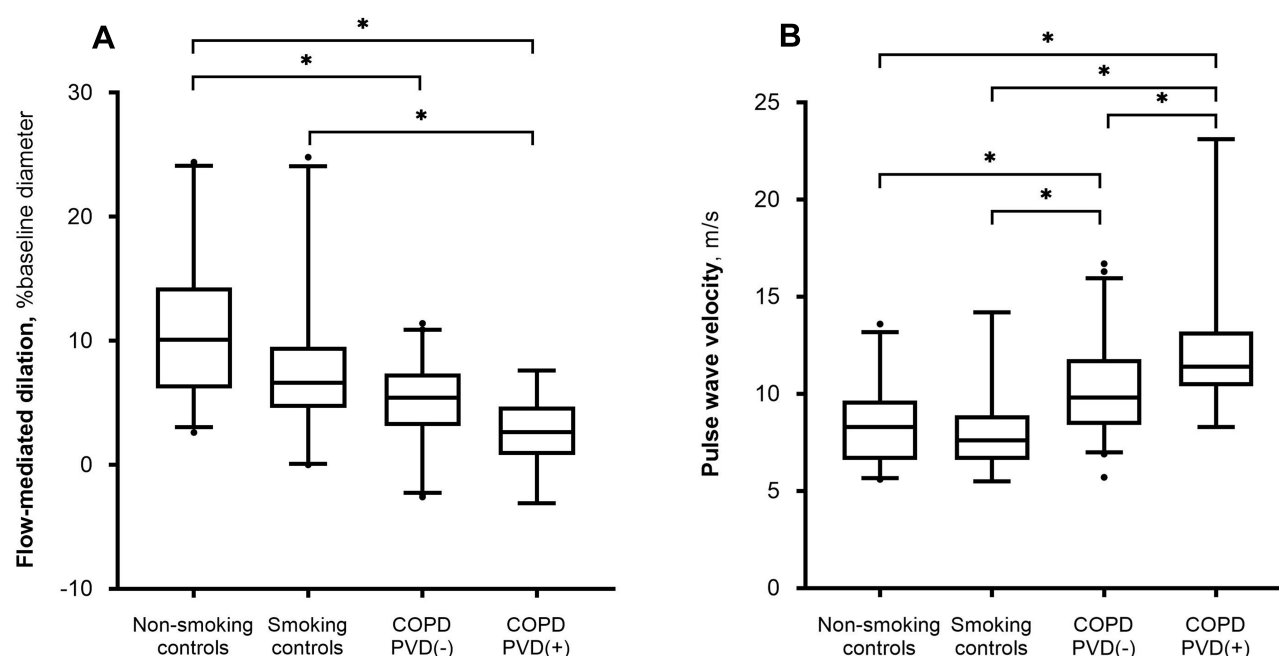 A
*
*
*
Flow-mediated dilation, %baseline diameter
30
20
10
0
-10
Non-smoking controls
Smoking controls
COPD PVD(-)
COPD PVD(+)
B
*
*
*
*
*
Pulse wave velocity, m/s
25
20
15
10
5
0
Non-smoking controls
Smoking controls
COPD PVD(-)
COPD PVD(+)